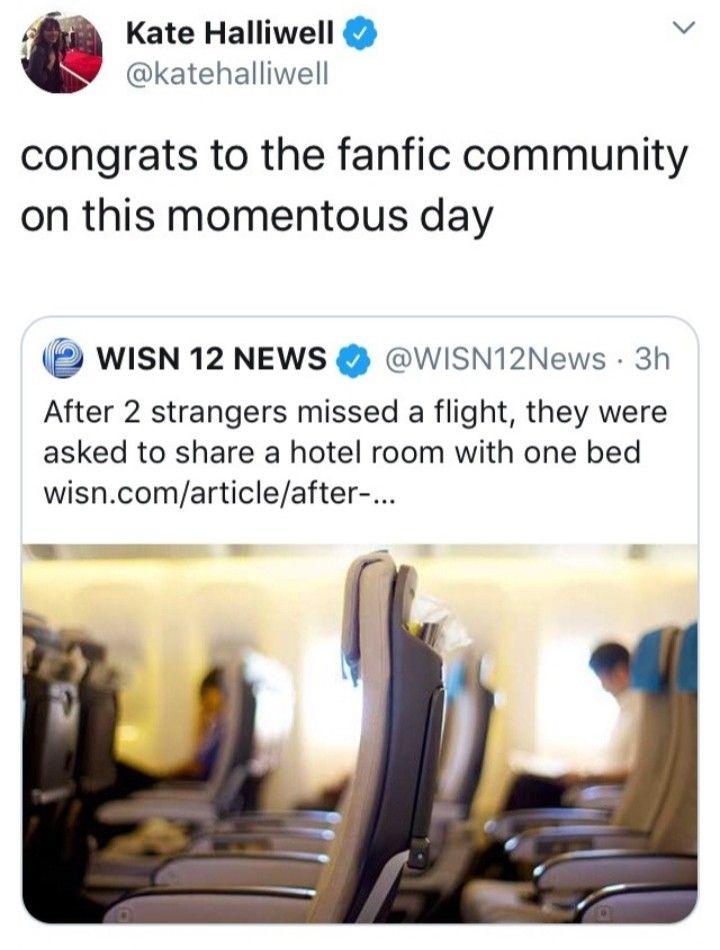 Kate Halliwell
@katehalliwell
congrats to the fanfic community
on this momentous day
WISN 12 NEWS @WISN12News · 3h
After 2 strangers missed a flight, they were
asked to share a hotel room with one bed
wisn.com/article/after-...